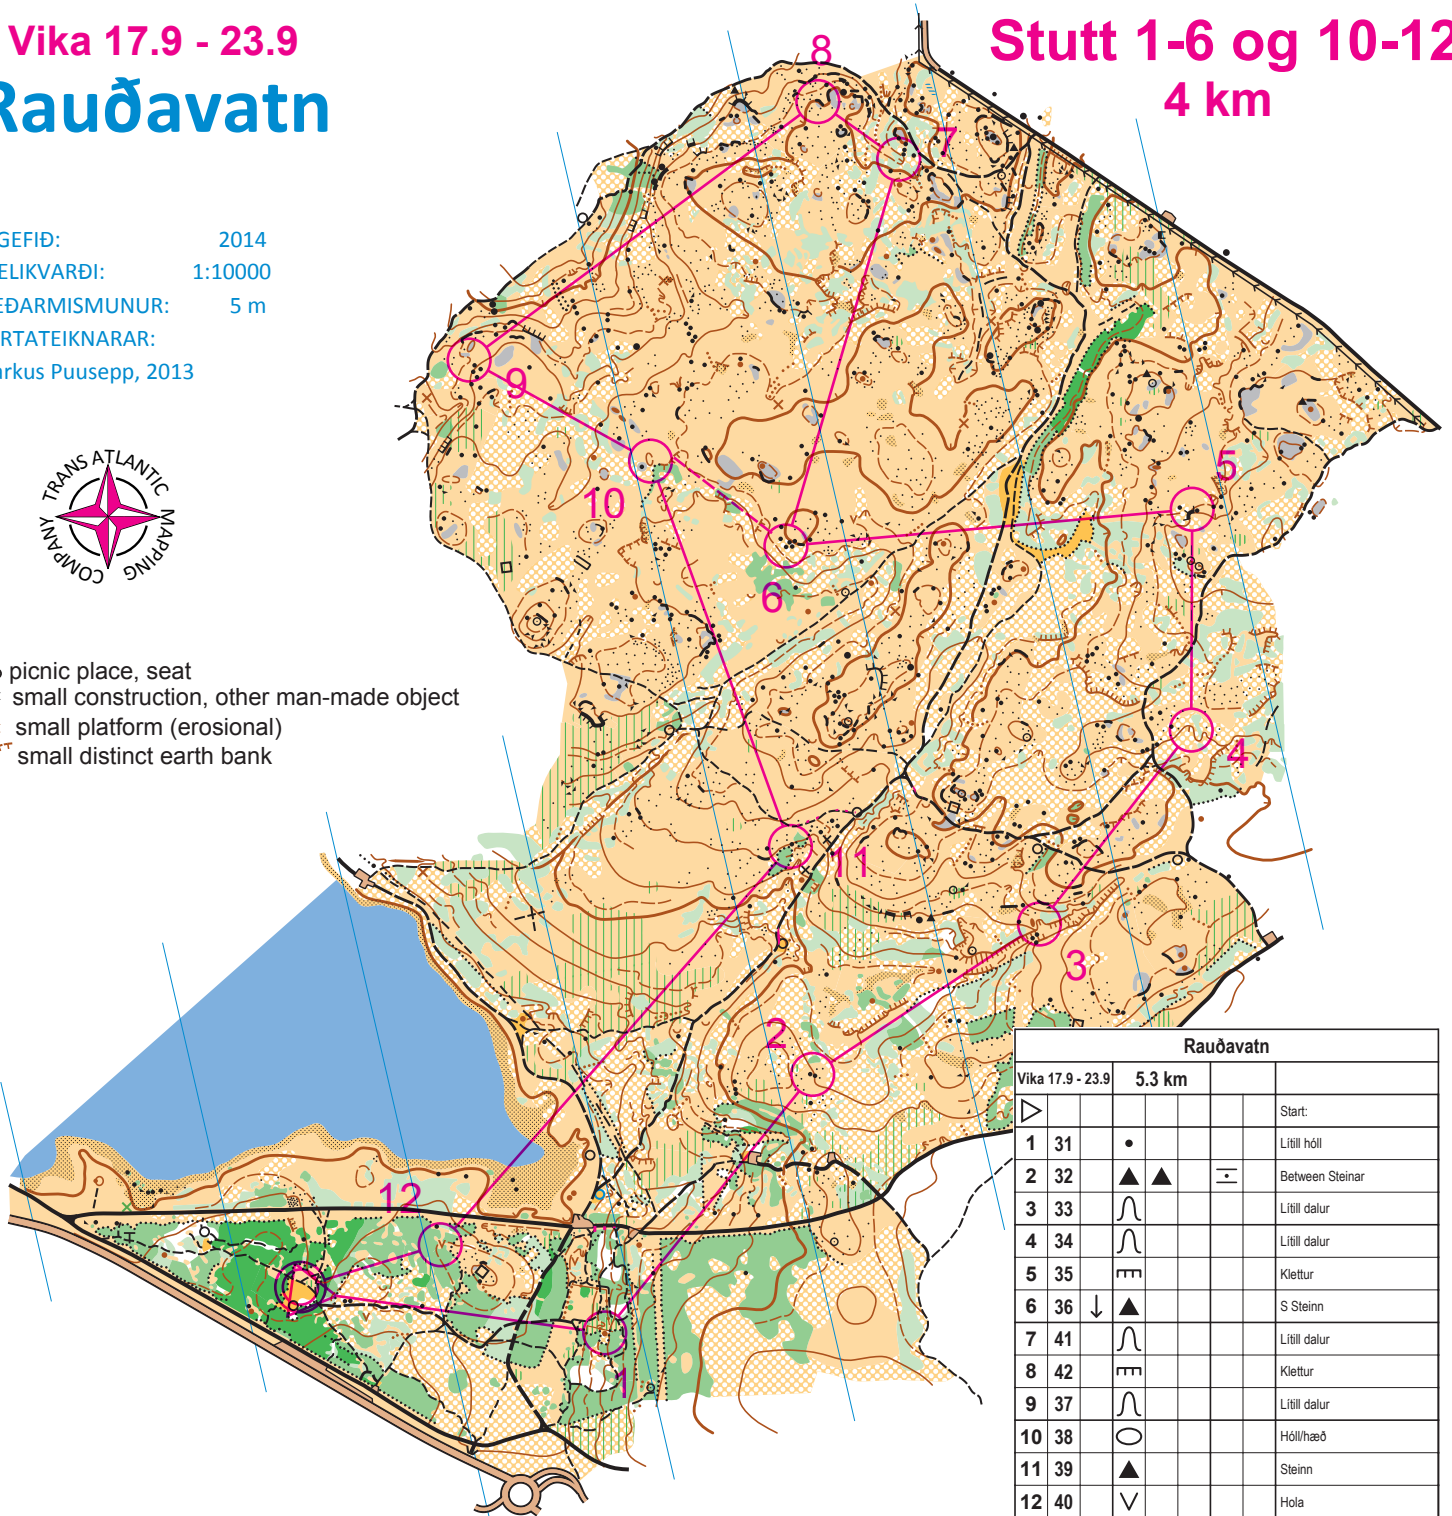 Vika 17.9 - 23.9
Rauðavatn
Stutt 1-6 og 10-12
4 km
GEFIÐ: 2014
ELIKVARÐI: 1:10000
EÐARMISMUNUR: 5 m
RTATEIKNARAR:
arkus Puusepp, 2013
TRANS ATLANTIC MAPPING COMPANY
picnic place, seat
small construction, other man-made object
small platform (erosional)
small distinct earth bank
8
7
9
10
5
6
4
11
3
2
12
1
Rauðavatn
Vika 17.9 - 23.9 5.3 km
Start:
1 31 Lítill hóll
2 32 Between Steinar
3 33 Lítill dalur
4 34 Lítill dalur
5 35 Klettur
6 36 S Steinn
7 41 Lítill dalur
8 42 Klettur
9 37 Lítill dalur
10 38 Hóll/hæð
11 39 Steinn
12 40 Hola